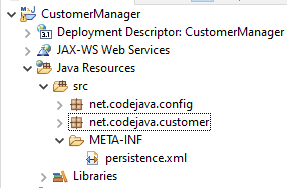 CustomerManager
Deployment Descriptor: CustomerManager
JAX-WS Web Services
Java Resources
src
net.codejava.config
net.codejava.customer
META-INF
persistence.xml
Libraries